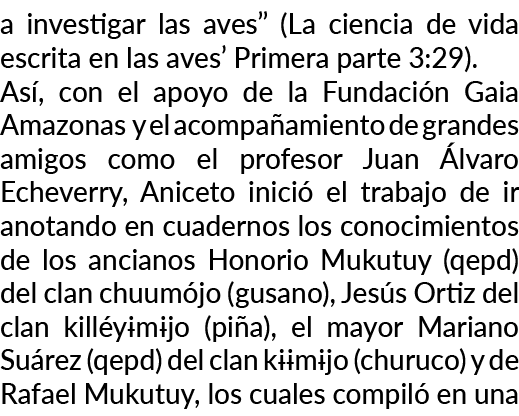 a investigar las aves” (La ciencia de vida
escrita en las aves’ Primera parte 3:29).
Así, con el apoyo de la Fundación Gaia
Amazonas y el acompañamiento de grandes
amigos como el profesor Juan Álvaro
Echeverry, Aniceto inició el trabajo de ir
anotando en cuadernos los conocimientos
de los ancianos Honorio Mukutuy (qepd)
del clan chuumójo (gusano), Jesús Ortiz del
clan killéyɨmɨjo (piña), el mayor Mariano
Suárez (qepd) del clan kɨɨmɨjo (churuco) y de
Rafael Mukutuy, los cuales compiló en una